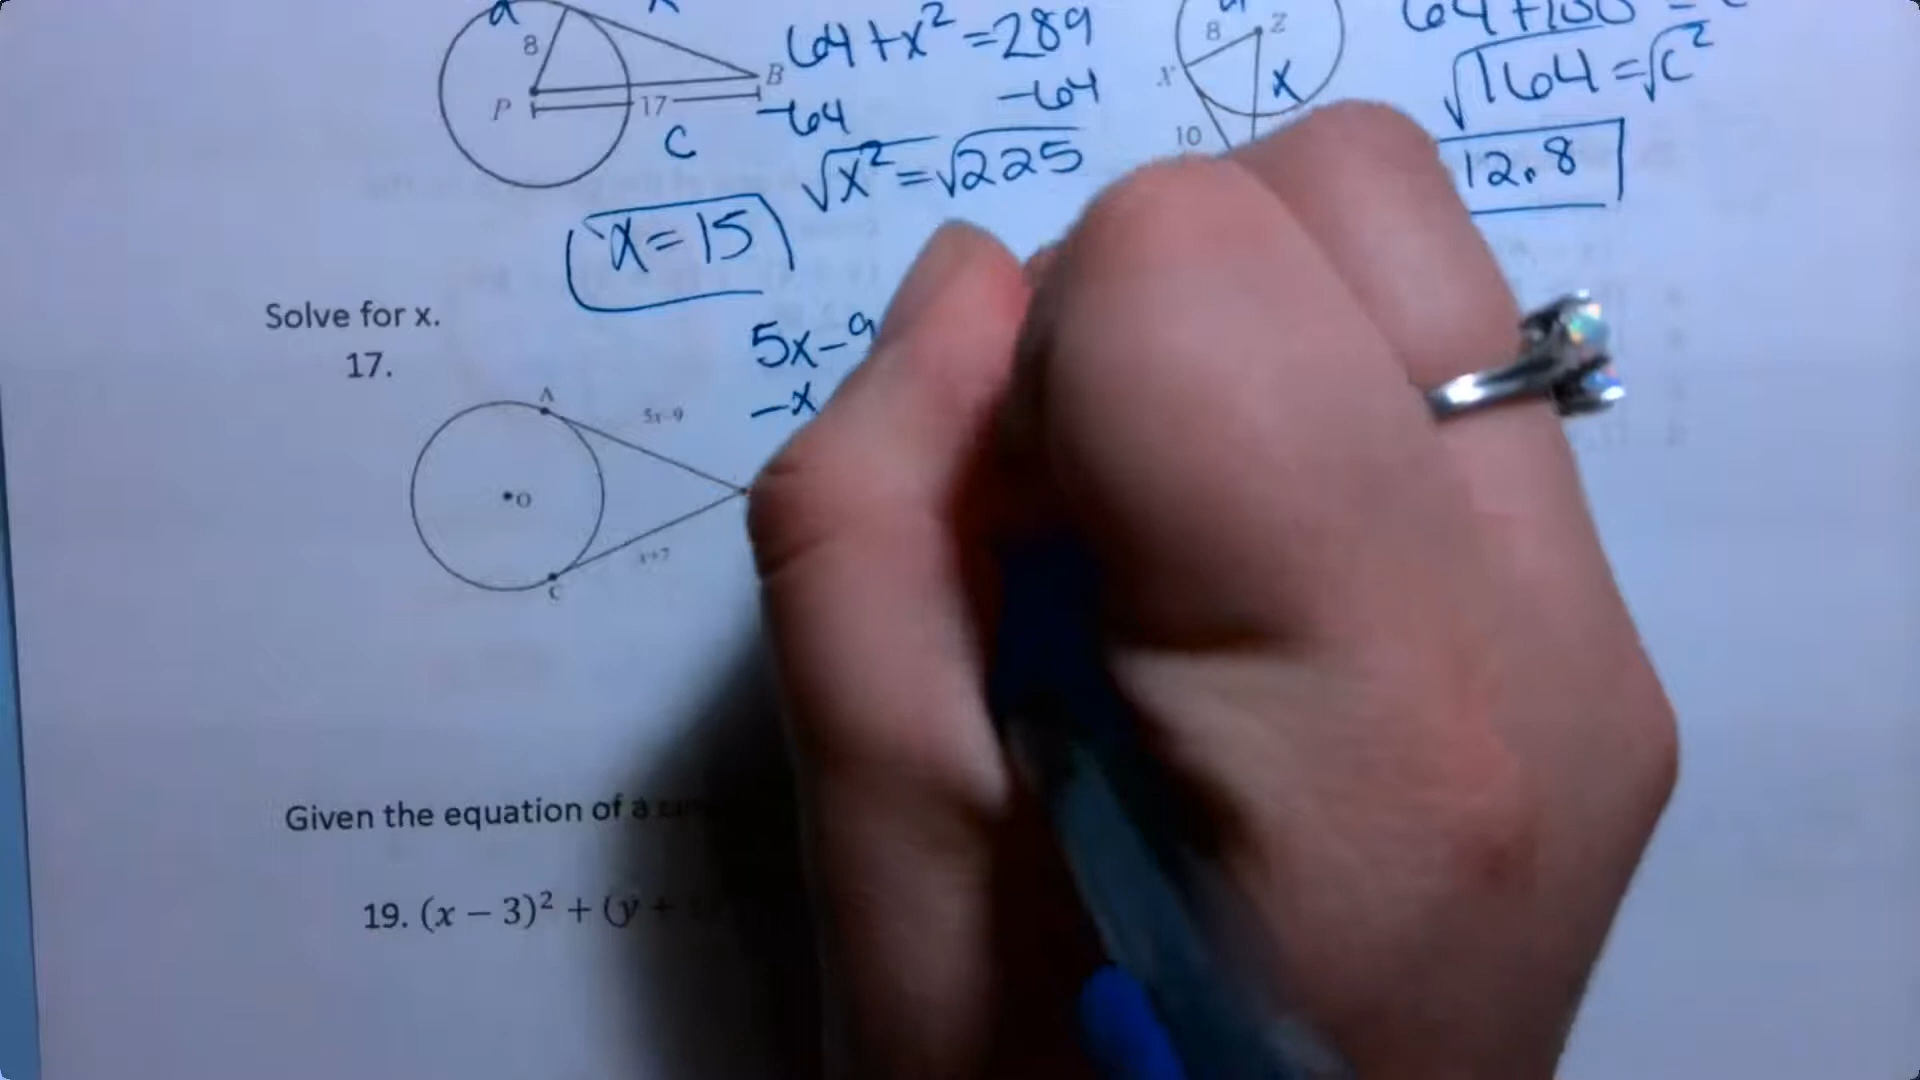 8
P
17
B
C
64 + x² = 289
-64 -64
√x² = √225
x = 15
8
Z
X
x
10
√164 = √c²
12.8
Solve for x.
17.
A
5x-9
O
x+7
C
5x-9
-x
Given the equation of a
19. (x − 3)² + (y +